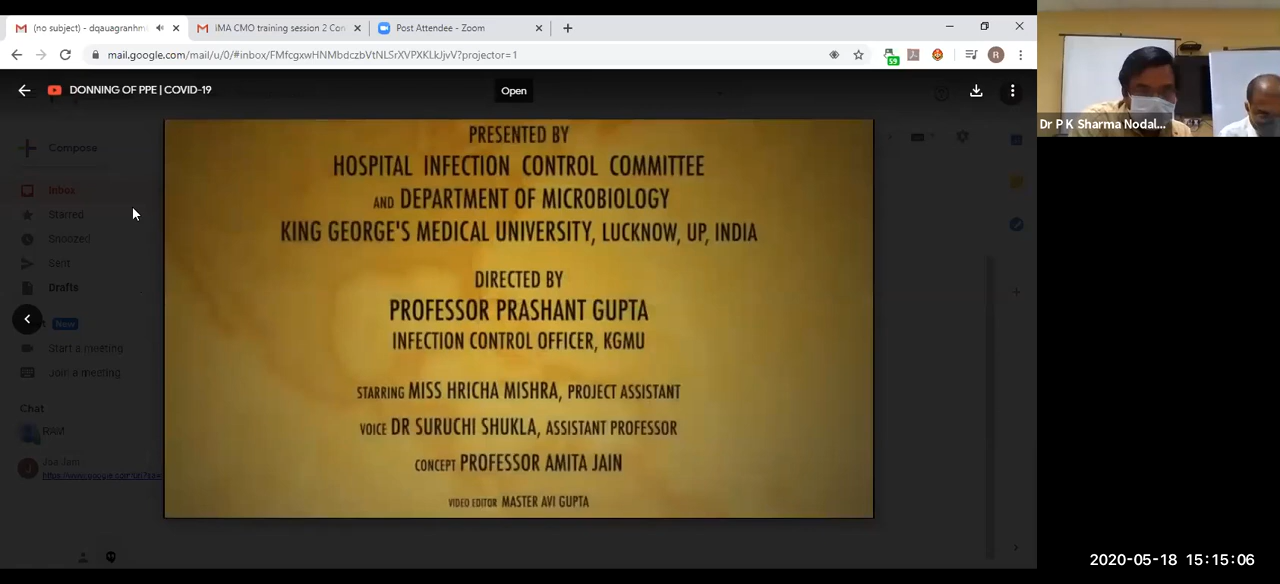 (no subject) - dqauagranhm
IMA CMO training session 2 Con
Post Attendee - Zoom
mail.google.com/mail/u/0/#inbox/FMfcgxwHNMbdczbVtNLSrXVPXKLkJjvV?projector=1
59
R
DONNING OF PPE | COVID-19
Open
Compose
Inbox
Starred
Snoozed
Sent
Drafts
New
Start a meeting
Join a meeting
Chat
RAM
Jain
PRESENTED BY
HOSPITAL INFECTION CONTROL COMMITTEE
AND DEPARTMENT OF MICROBIOLOGY
KING GEORGE'S MEDICAL UNIVERSITY, LUCKNOW, UP, INDIA
DIRECTED BY
PROFESSOR PRASHANT GUPTA
INFECTION CONTROL OFFICER, KGMU
STARRING MISS HRICHA MISHRA, PROJECT ASSISTANT
VOICE DR SURUCHI SHUKLA, ASSISTANT PROFESSOR
CONCEPT PROFESSOR AMITA JAIN
VIDEO EDITOR MASTER AVI GUPTA
Dr P K Sharma Nodal...
2020-05-18 15:15:06